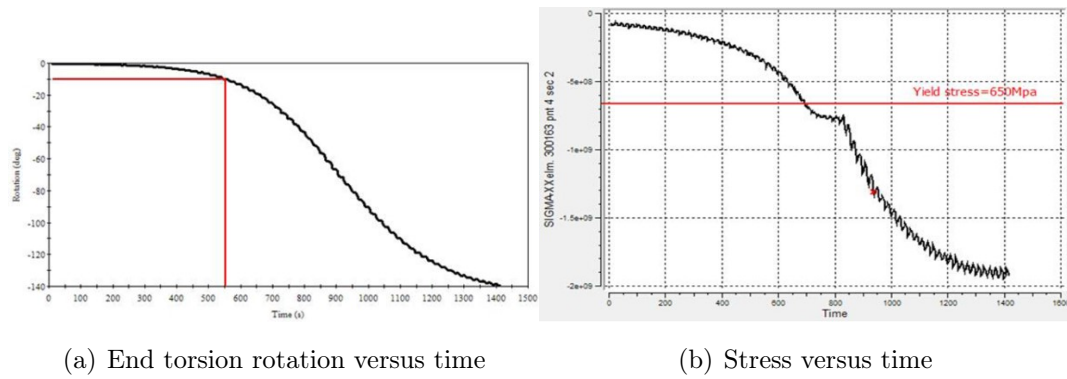 0
-20
-40
-60
-80
-100
-120
-140
Rotation (deg)
0 100 200 300 400 500 600 700 800 900 1000 1100 1200 1300 1400 1500
Time (s)
0
-5e+08
-1e+09
-1.5e+09
-2e+09
SIGMA-XX elm. 300163 pnt 4 sec 2
Yield stress=650Mpa
0 200 400 600 800 1000 1200 1400 1600
Time
(a) End torsion rotation versus time
(b) Stress versus time